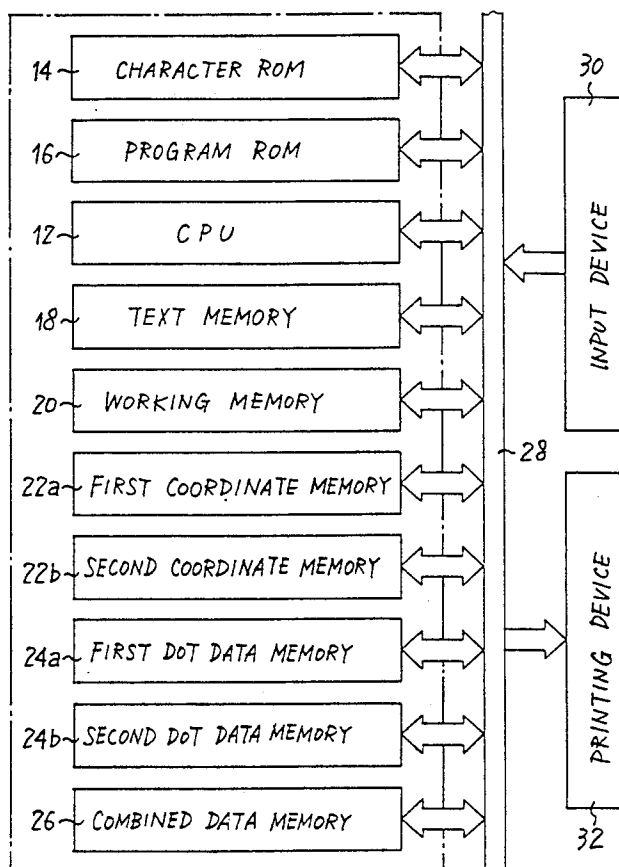 14 CHARACTER ROM
16 PROGRAM ROM
12 CPU
18 TEXT MEMORY
20 WORKING MEMORY
22a FIRST COORDINATE MEMORY
22b SECOND COORDINATE MEMORY
24a FIRST DOT DATA MEMORY
24b SECOND DOT DATA MEMORY
26 COMBINED DATA MEMORY
28
30
INPUT DEVICE
PRINTING DEVICE
32